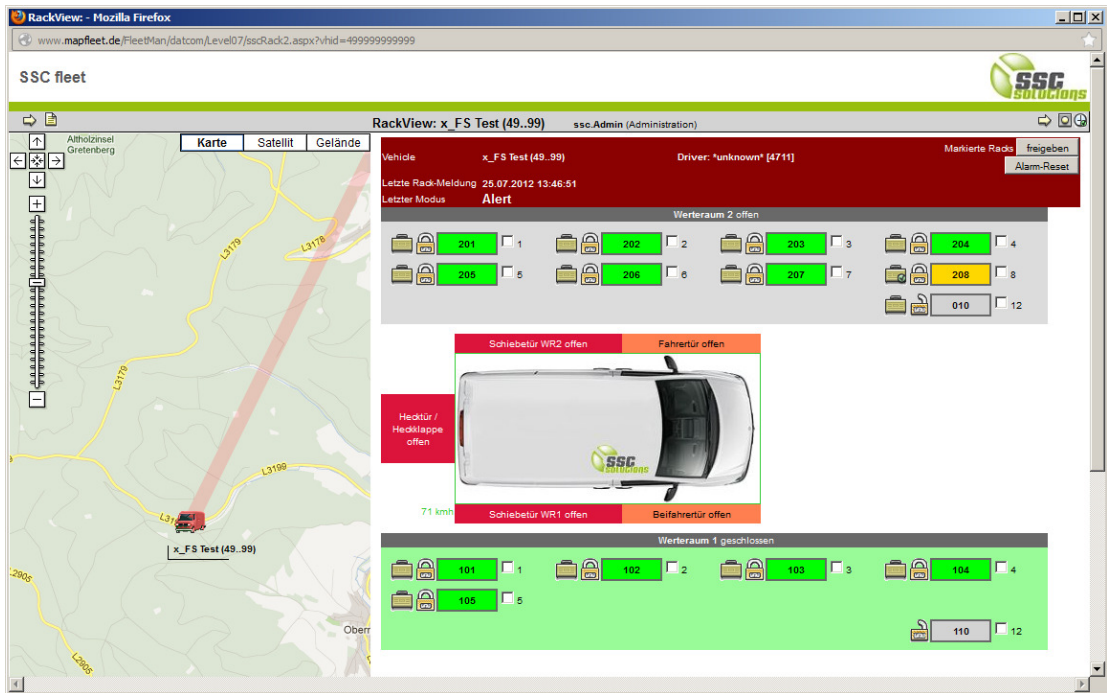 RackView: - Mozilla Firefox
www.mapfleet.de/FleetMan/datcom/Level07/sscRack2.aspx?vhid=499999999999
SSC fleet
SSC
SOLUCIONS
RackView: x_FS Test (49..99) ssc.Admin (Administration)
Altholzinsel
Gretenberg
Karte Satellit Gelände
L3179
L3178
L3179
L3199
x_FS Test (49..99)
2905
L2905
Vehicle x_FS Test (49..99) Driver: *unknown* [4711] Markierte Racks freigeben
Alarm-Reset
Letzte Rack-Meldung 25.07.2012 13:46:51
Letzter Modus Alert
Werteraum 2 offen
201 1 202 2 203 3 204 4
205 5 206 6 207 7 208 8
010 12
Schiebetür WR2 offen Fahrertür offen
Hecktür /
Heckklappe
offen
SSC
SOLUCIONS
71 kmh
Schiebetür WR1 offen Beifahrertür offen
Werteraum 1 geschlossen
101 1 102 2 103 3 104 4
105 5
110 12